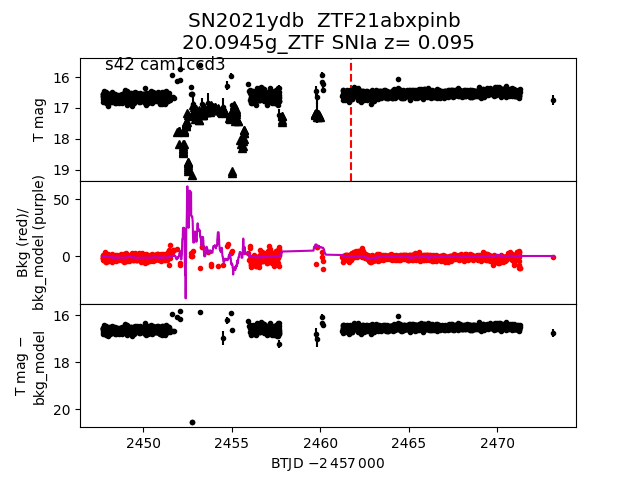 SN2021ydb  ZTF21abxpinb
20.0945g_ZTF SNIa z= 0.095
s42 cam1ccd3
16
17
18
19
T mag
50
0
Bkg (red)/
bkg_model (purple)
16
18
20
T mag −
bkg_model
2450
2455
2460
2465
2470
BTJD −2 457 000